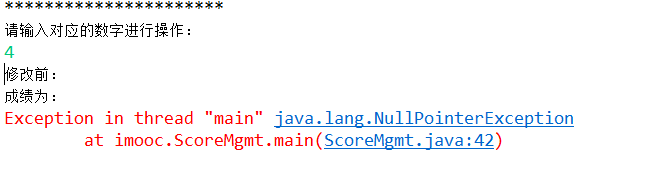 **********************
请输入对应的数字进行操作：
4
修改前：
成绩为：
Exception in thread "main" java.lang.NullPointerException
at imooc.ScoreMgmt.main(ScoreMgmt.java:42)